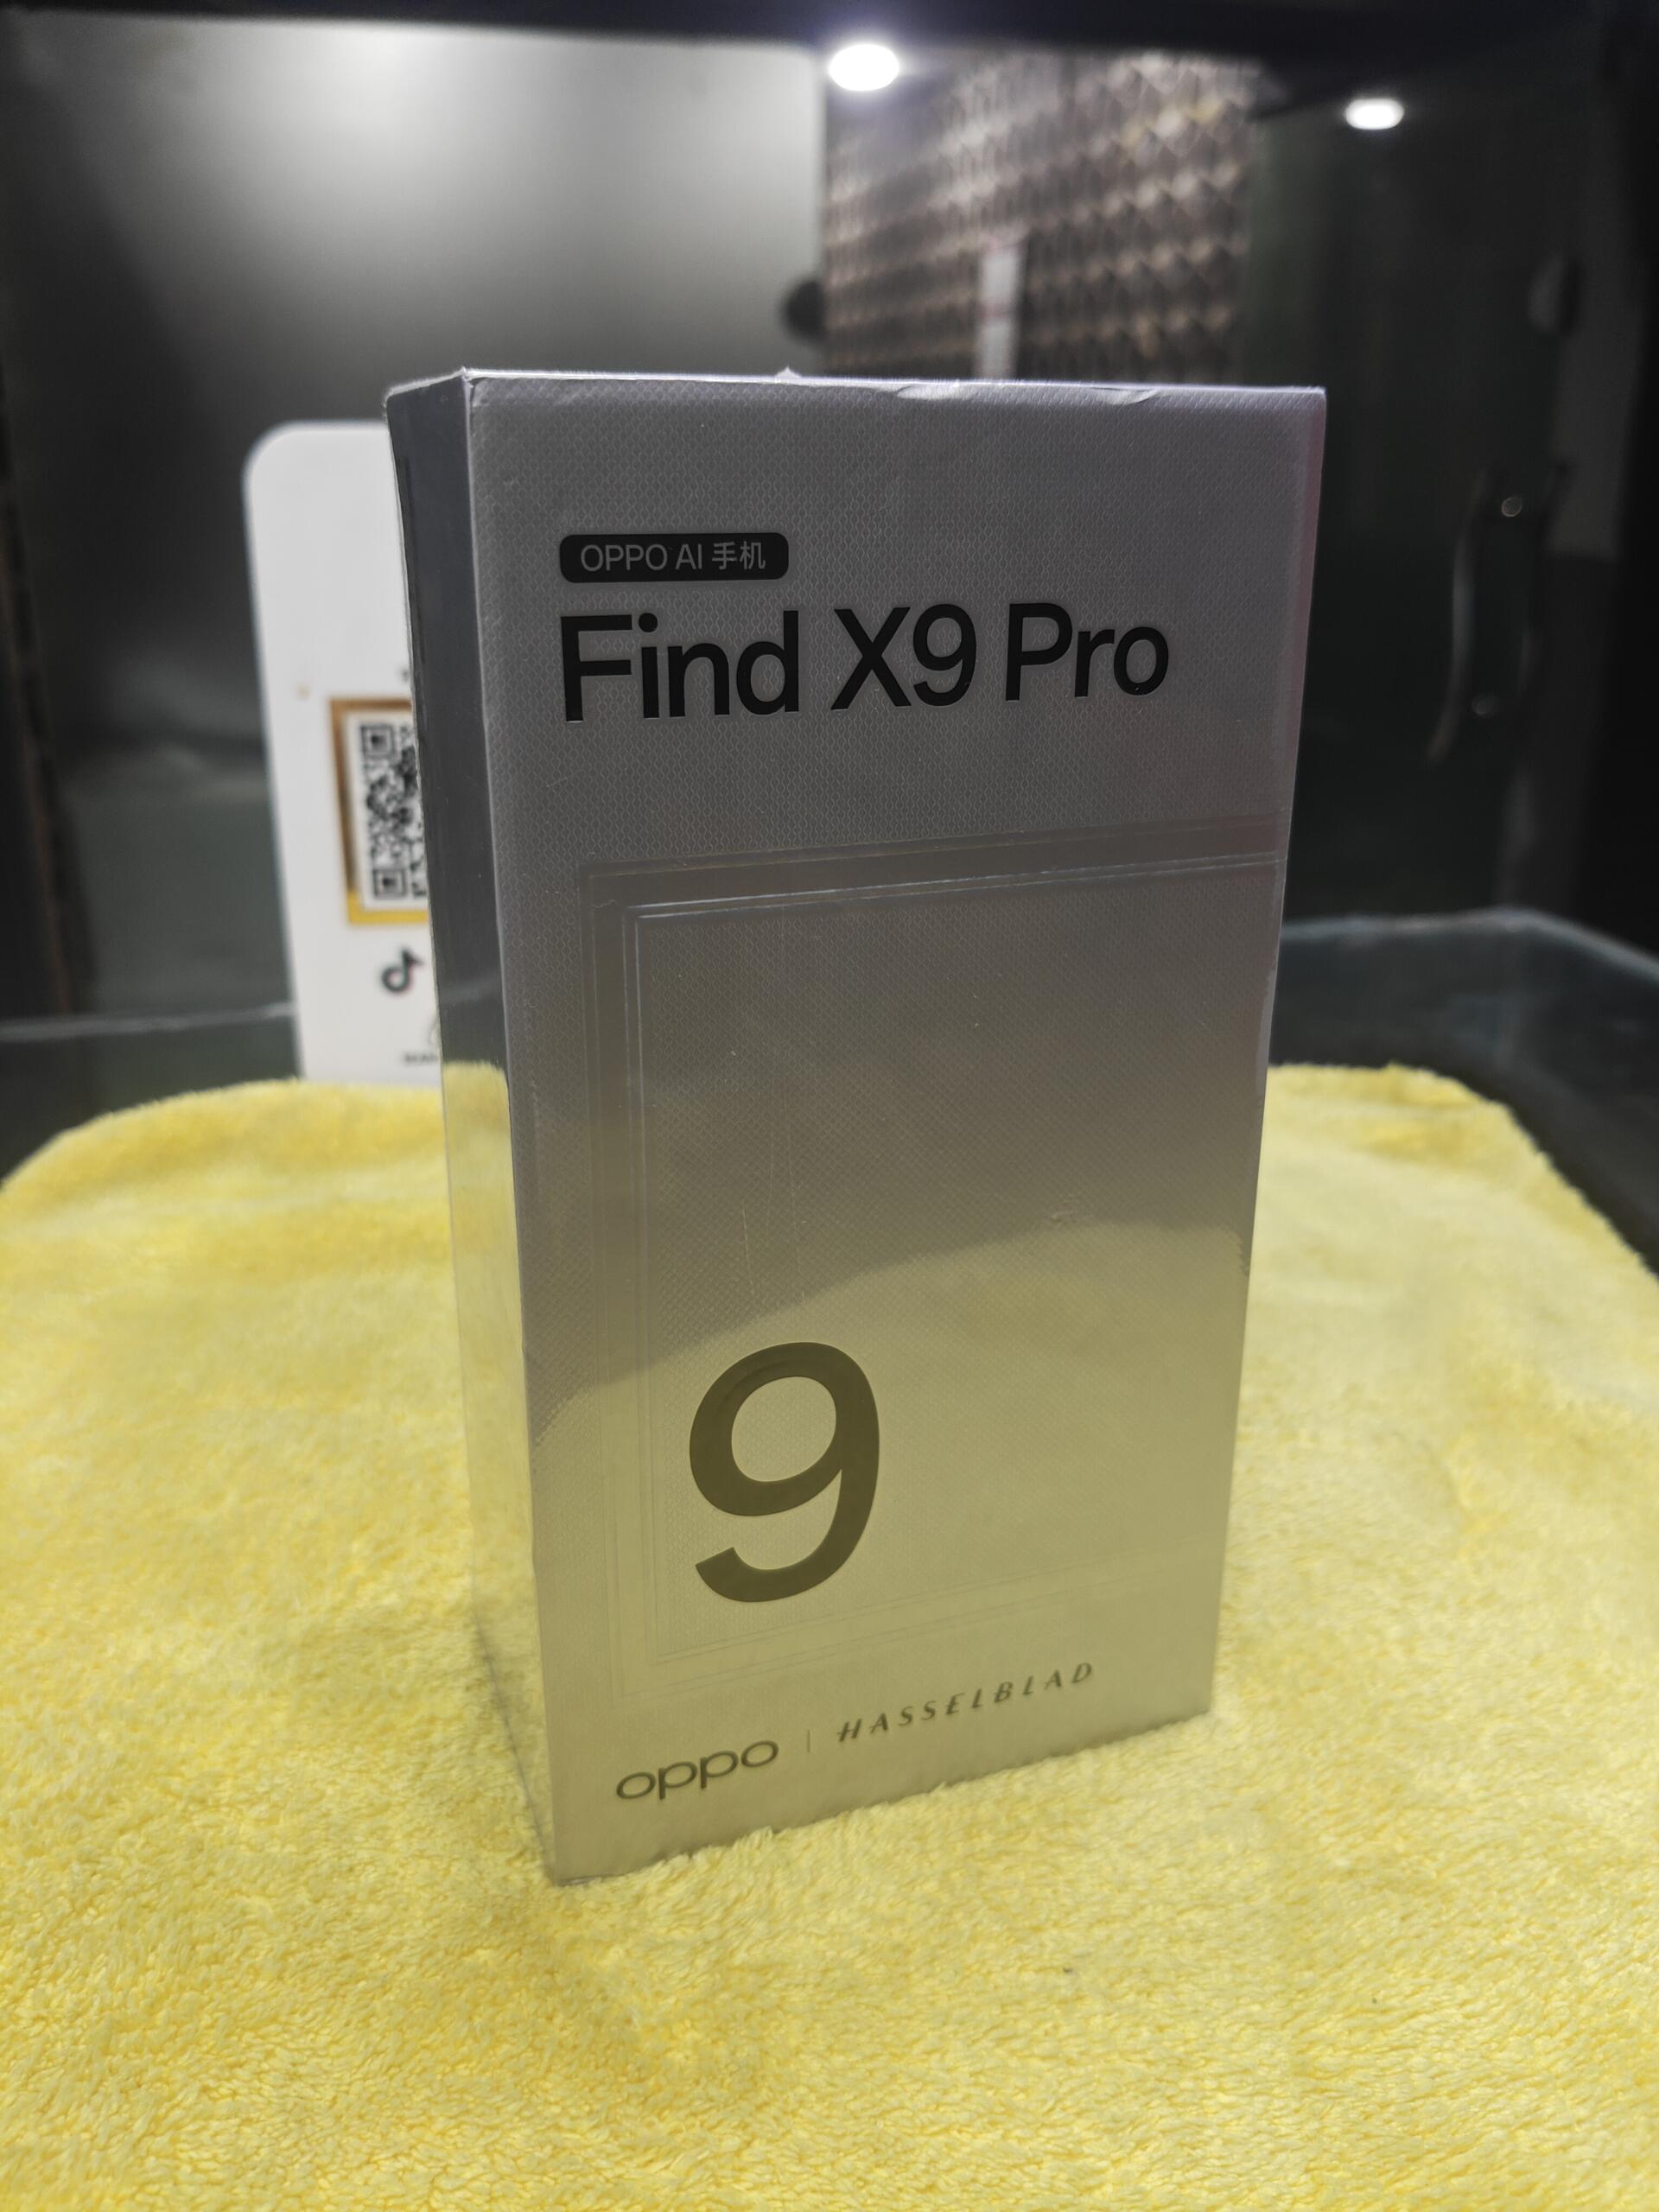 OPPO AI 手机
Find X9 Pro
9
oppo | HASSELBLAD